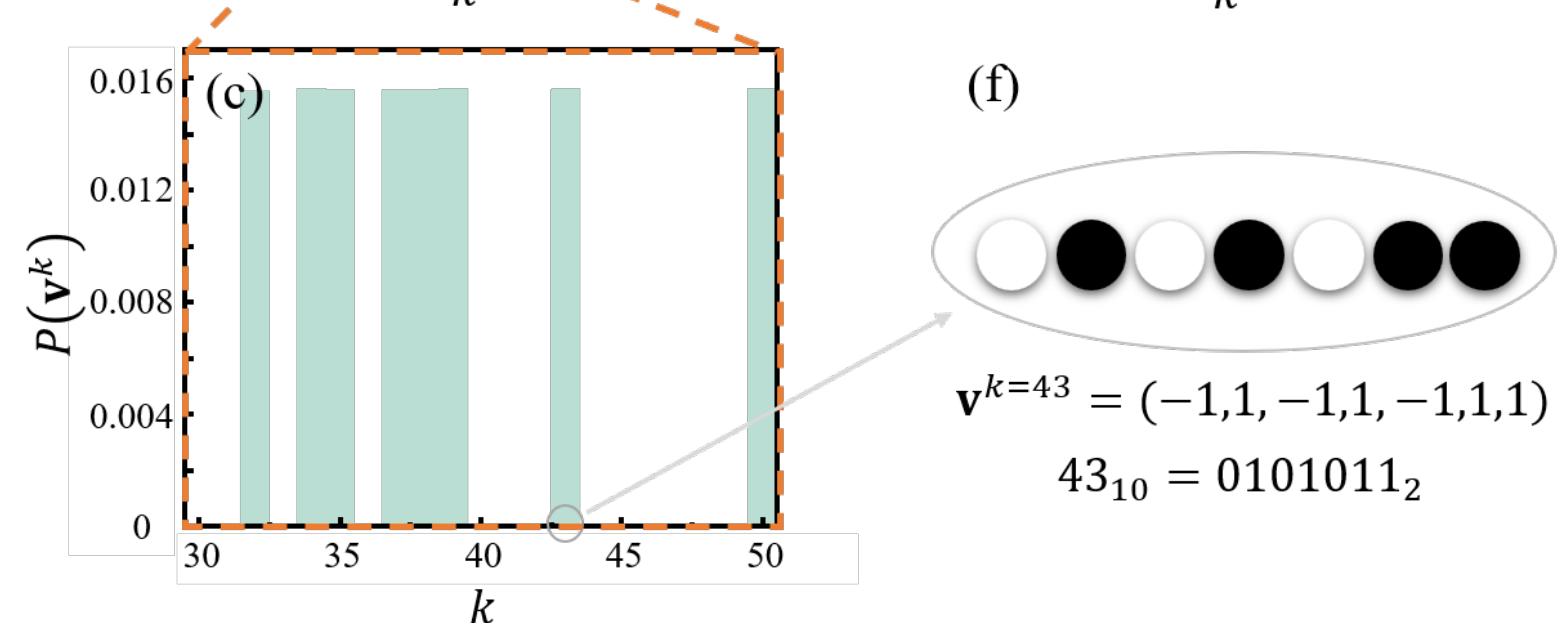 k
k
(c)
0.016
0.012
0.008
0.004
0
P(v^k)
30 35 40 45 50
k
(f)
v^{k=43} = (−1,1, −1,1, −1,1,1)
43_{10} = 0101011_2